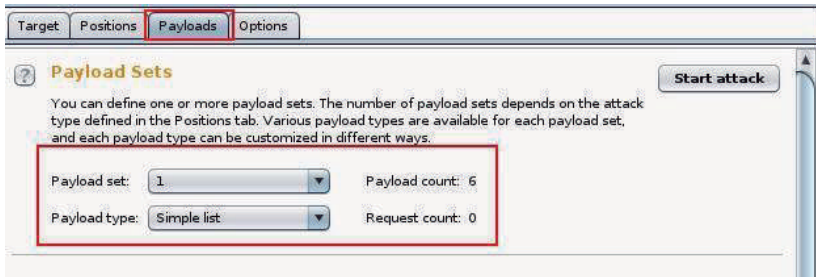 Target Positions Payloads Options
? Payload Sets
Start attack
You can define one or more payload sets. The number of payload sets depends on the attack
type defined in the Positions tab. Various payload types are available for each payload set,
and each payload type can be customized in different ways.
Payload set: 1 Payload count: 6
Payload type: Simple list Request count: 0